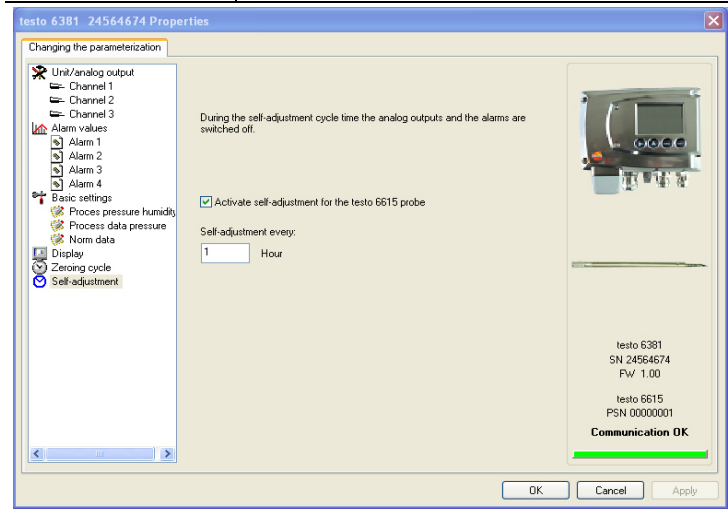 testo 6381 24564674 Properties
Changing the parameterization
Unit/analog output
Channel 1
Channel 2
Channel 3
Alarm values
Alarm 1
Alarm 2
Alarm 3
Alarm 4
Basic settings
Proces pressure humidity
Process data pressure
Norm data
Display
Zeroing cycle
Self-adjustment
During the self-adjustment cycle time the analog outputs and the alarms are
switched off.
Activate self-adjustment for the testo 6615 probe
Self-adjustment every:
1 Hour
testo 6381
SN 24564674
FW 1.00
testo 6615
PSN 00000001
Communication OK
OK Cancel Apply